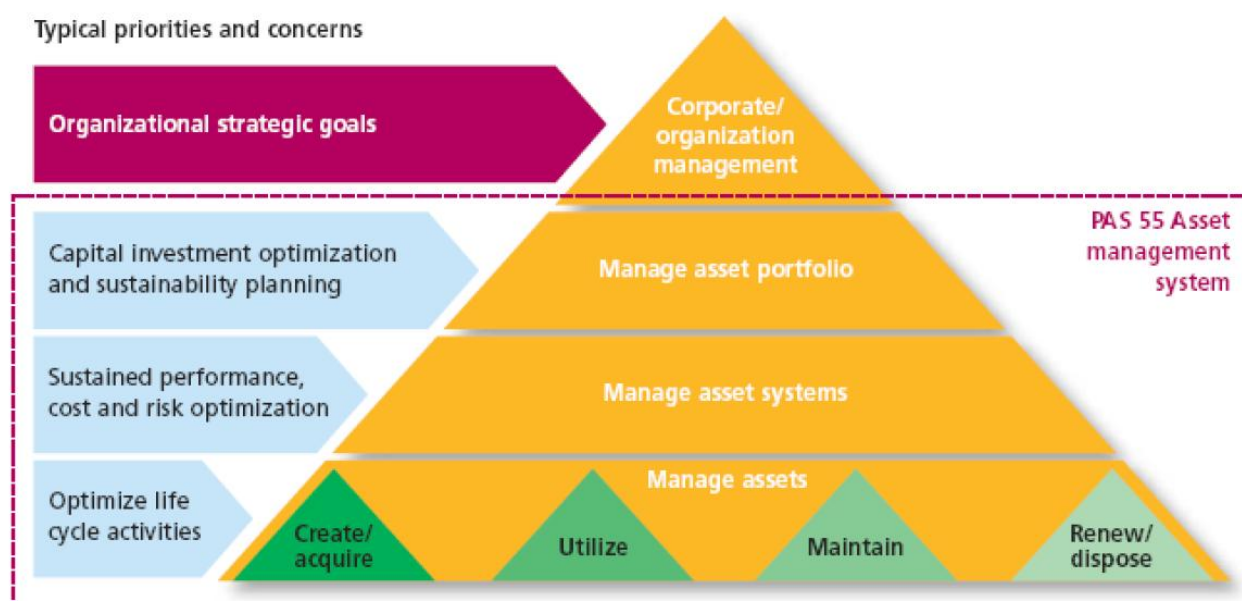 Typical priorities and concerns
Organizational strategic goals
Corporate/
organization
management
PAS 55 Asset
management
system
Capital investment optimization
and sustainability planning
Manage asset portfolio
Sustained performance,
cost and risk optimization
Manage asset systems
Optimize life
cycle activities
Manage assets
Create/
acquire
Utilize
Maintain
Renew/
dispose